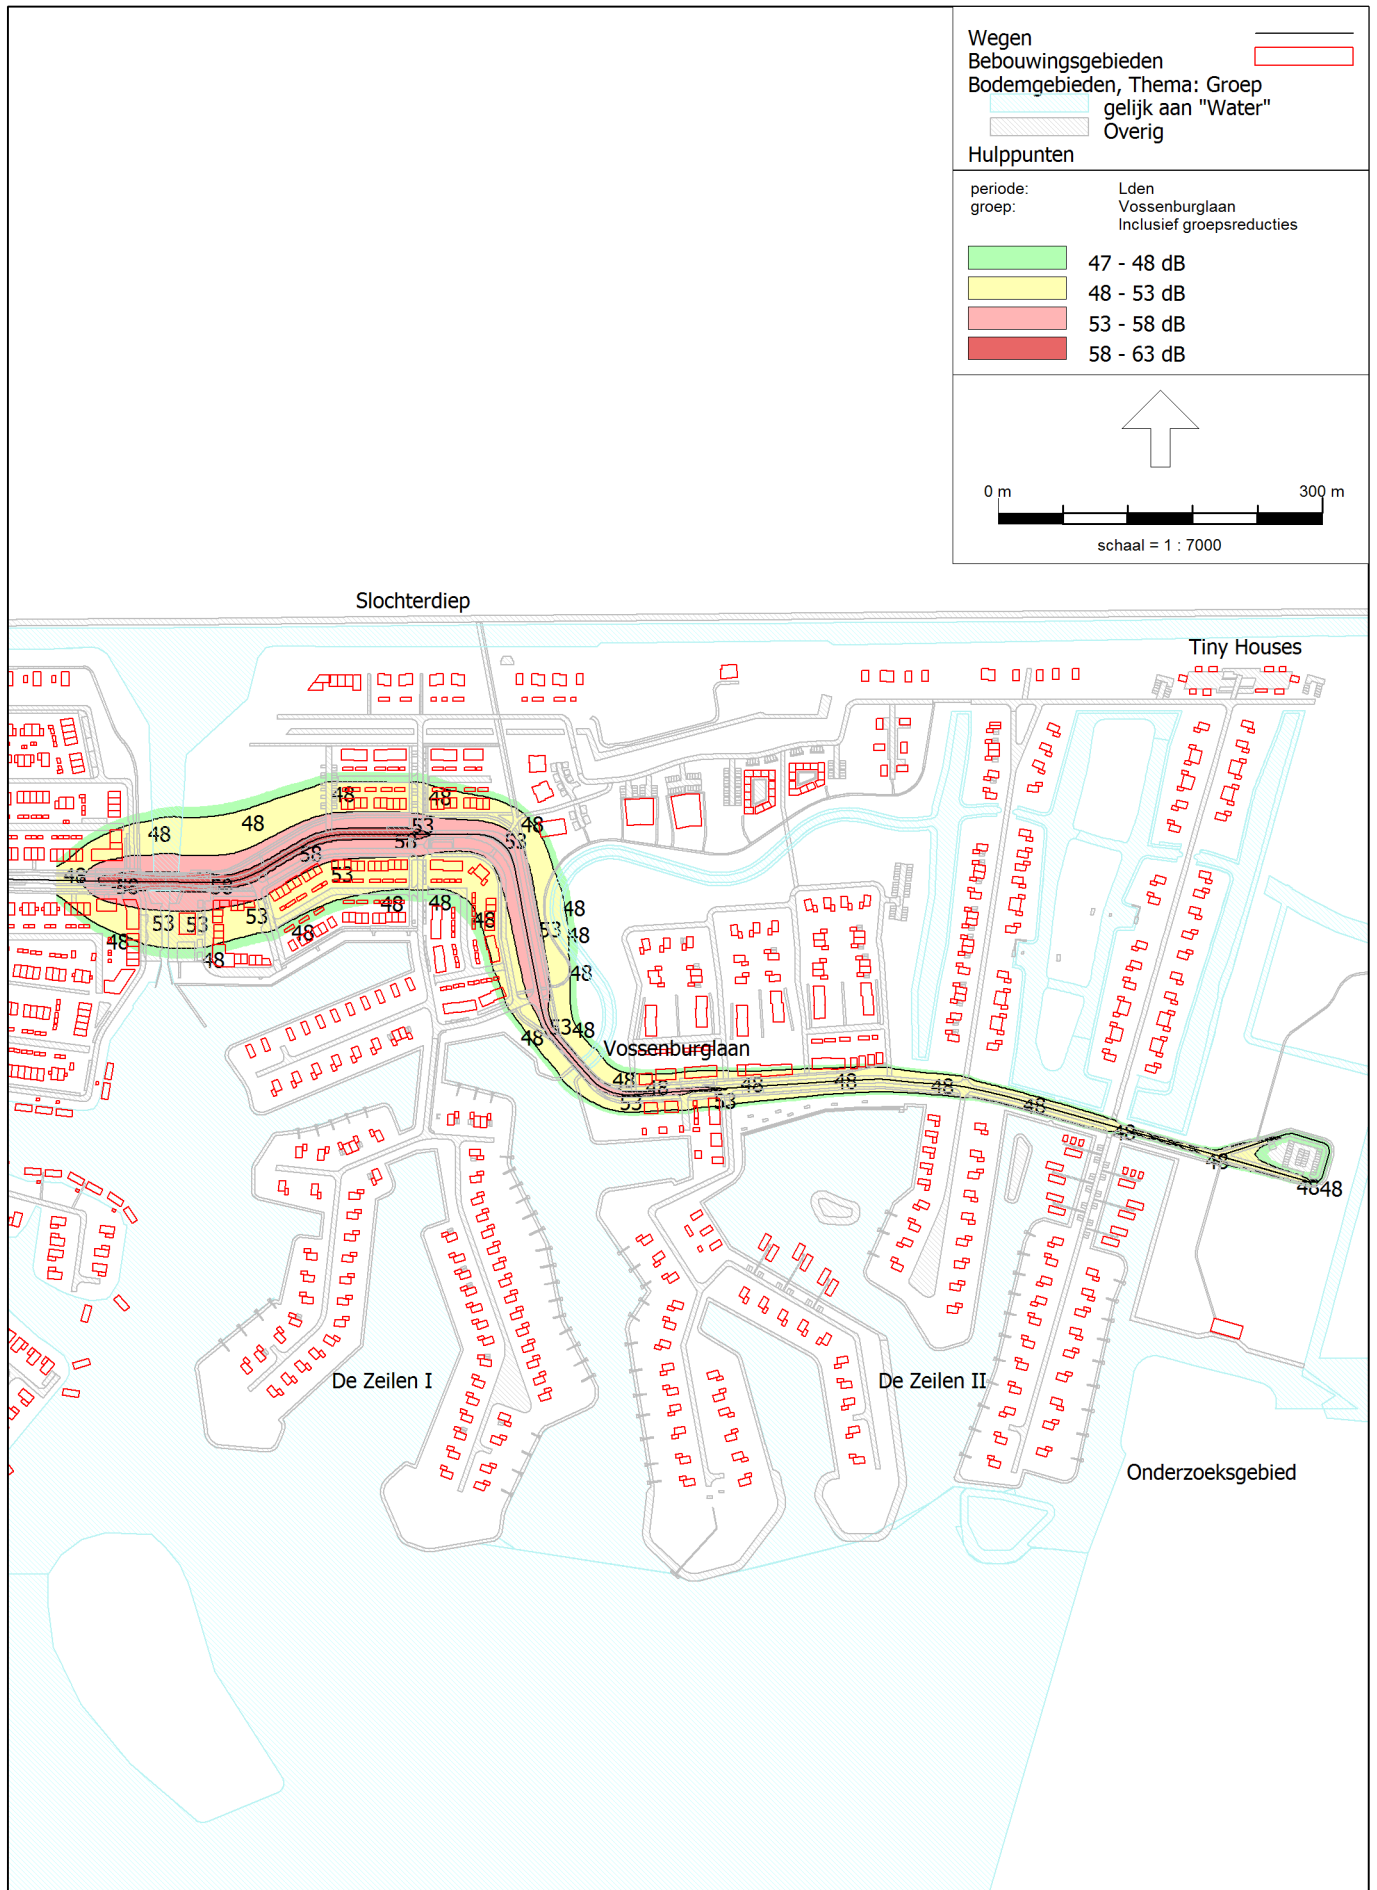 Wegen
Bebouwingsgebieden
Bodemgebieden, Thema: Groep
gelijk aan "Water"
Overig
Hulppunten
periode: Lden
groep: Vossenburglaan
Inclusief groepsreducties
47 - 48 dB
48 - 53 dB
53 - 58 dB
58 - 63 dB
0 m 300 m
schaal = 1 : 7000
Slochterdiep
Tiny Houses
48 48
48 48 48
53
58 53
58
48 53
58 58
48 48 48
53 53 53 48
48 53
48
48 48
48
53 48
48
Vossenburglaan
48 48 48 48 48
53 53
48
48
48
48 48
De Zeilen I
De Zeilen II
Onderzoeksgebied